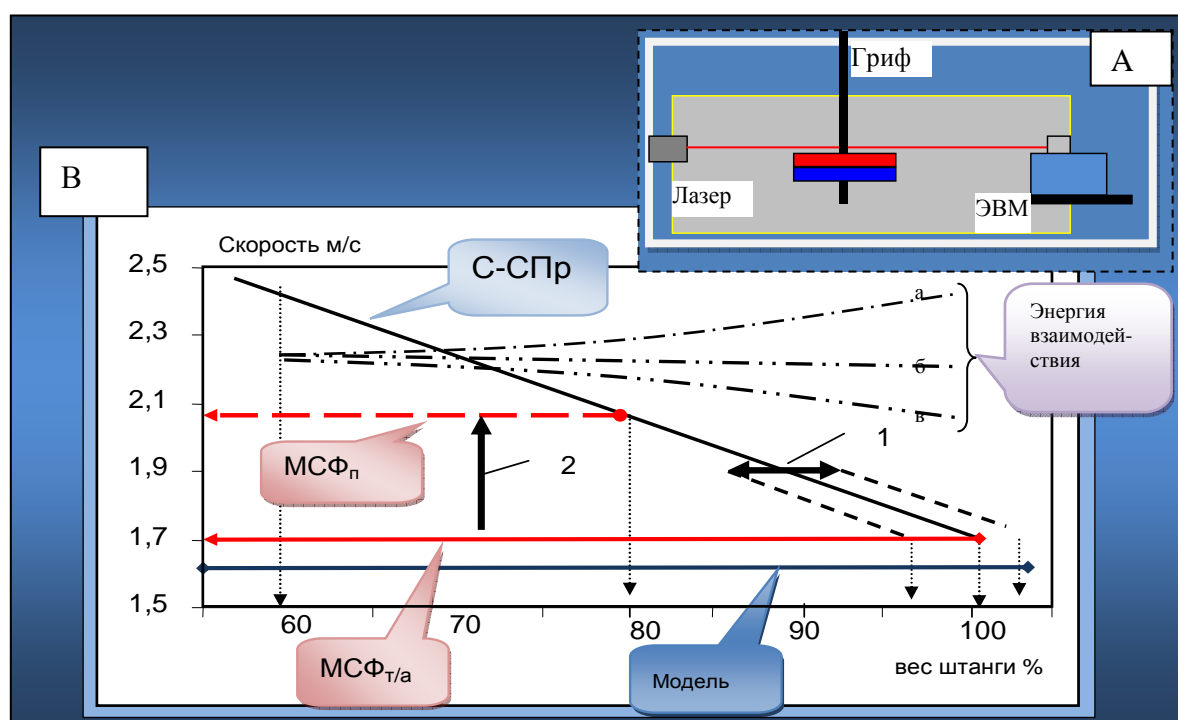 А
Гриф
Лазер
ЭВМ
В
Скорость м/с
С-СПр
2,5
2,3
2,1
1,9
1,7
1,5
а
б
в
Энергия
взаимодей-
ствия
1
2
МСФп
МСФт/а
Модель
60
70
80
90
100
вес штанги %